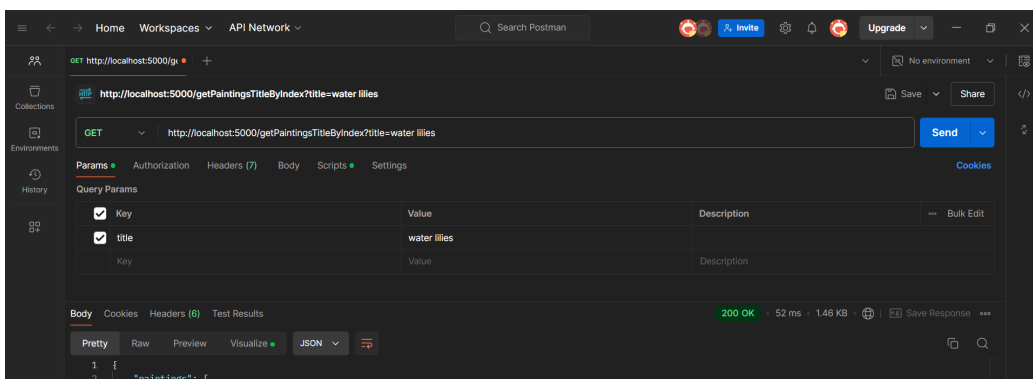 Home Workspaces API Network Search Postman Invite Upgrade
GET http://localhost:5000/ge No environment
HTTP http://localhost:5000/getPaintingsTitleByIndex?title=water lilies Save Share
Collections
GET http://localhost:5000/getPaintingsTitleByIndex?title=water lilies Send
Environments
Params Authorization Headers (7) Body Scripts Settings Cookies
History
Query Params
Key Value Description Bulk Edit
title water lilies
Key Value Description
Body Cookies Headers (6) Test Results 200 OK 52 ms 1.46 KB e.g. Save Response
Pretty Raw Preview Visualize JSON
1 {
2 "paintings": [